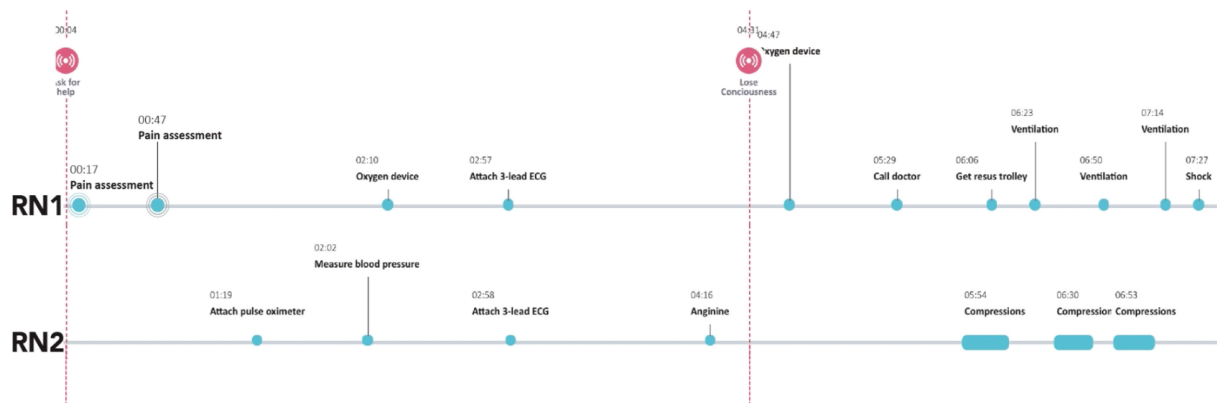 00:04
ask for
help
04:31
Lose
Conciousness
04:47
Oxygen device
00:47
Pain assessment
00:17
Pain assessment
02:10
Oxygen device
02:57
Attach 3-lead ECG
05:29
Call doctor
06:06
Get resus trolley
06:23
Ventilation
06:50
Ventilation
07:14
Ventilation
07:27
Shock
RN1
02:02
Measure blood pressure
01:19
Attach pulse oximeter
02:58
Attach 3-lead ECG
04:16
Anginine
05:54
Compressions
06:30
Compression
06:53
Compressions
RN2